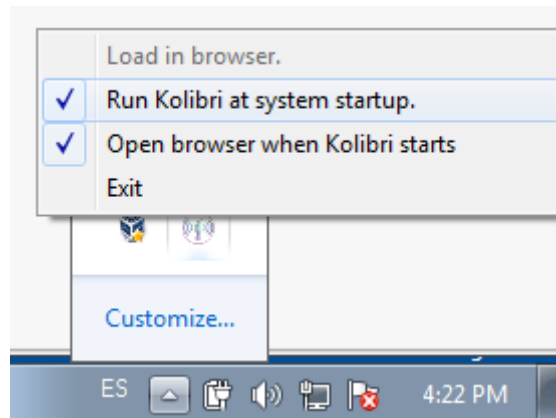 Load in browser.
Run Kolibri at system startup.
Open browser when Kolibri starts
Exit
Customize...
ES 4:22 PM